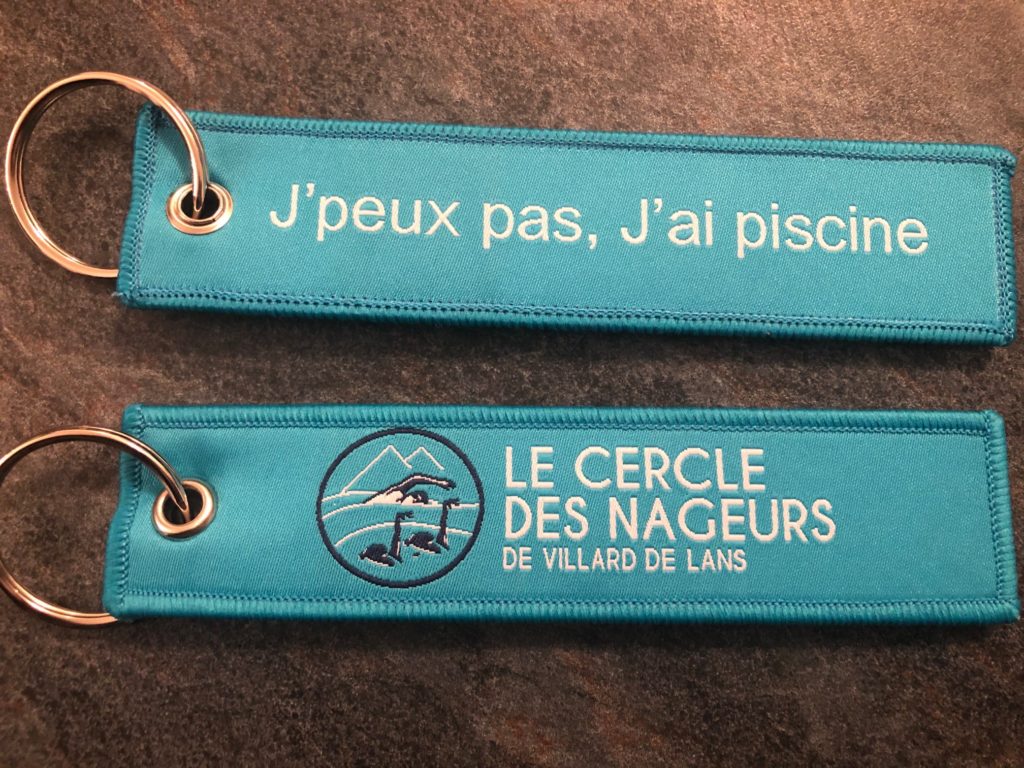 J'peux pas, J'ai piscine
LE CERCLE
DES NAGEURS
DE VILLARD DE LANS